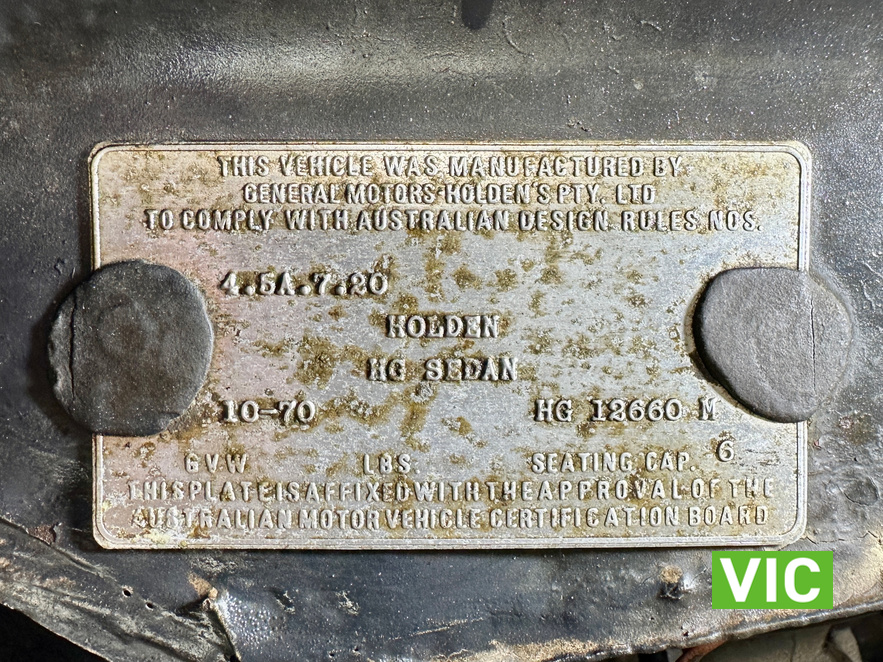 THIS VEHICLE WAS MANUFACTURED BY
GENERAL MOTORS-HOLDEN'S PTY. LTD
TO COMPLY WITH AUSTRALIAN DESIGN RULES NOS.
4.5A.7.20
HOLDEN
HG SEDAN
10-70 HG 12660 M
G.V.W. LBS. SEATING CAP. 6
THIS PLATE IS AFFIXED WITH THE APPROVAL OF THE
AUSTRALIAN MOTOR VEHICLE CERTIFICATION BOARD
VIC